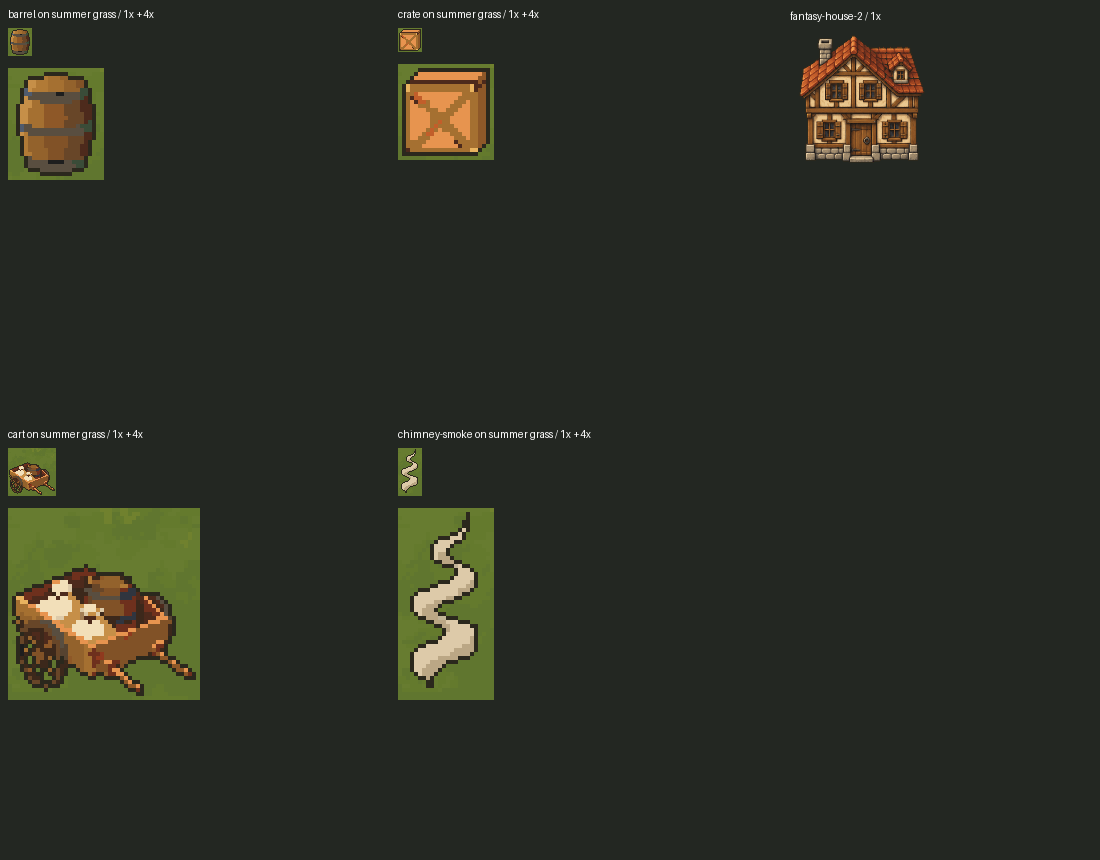 barrel on summer grass / 1x + 4x
crate on summer grass / 1x + 4x
fantasy-house-2 / 1x
cart on summer grass / 1x + 4x
chimney-smoke on summer grass / 1x + 4x